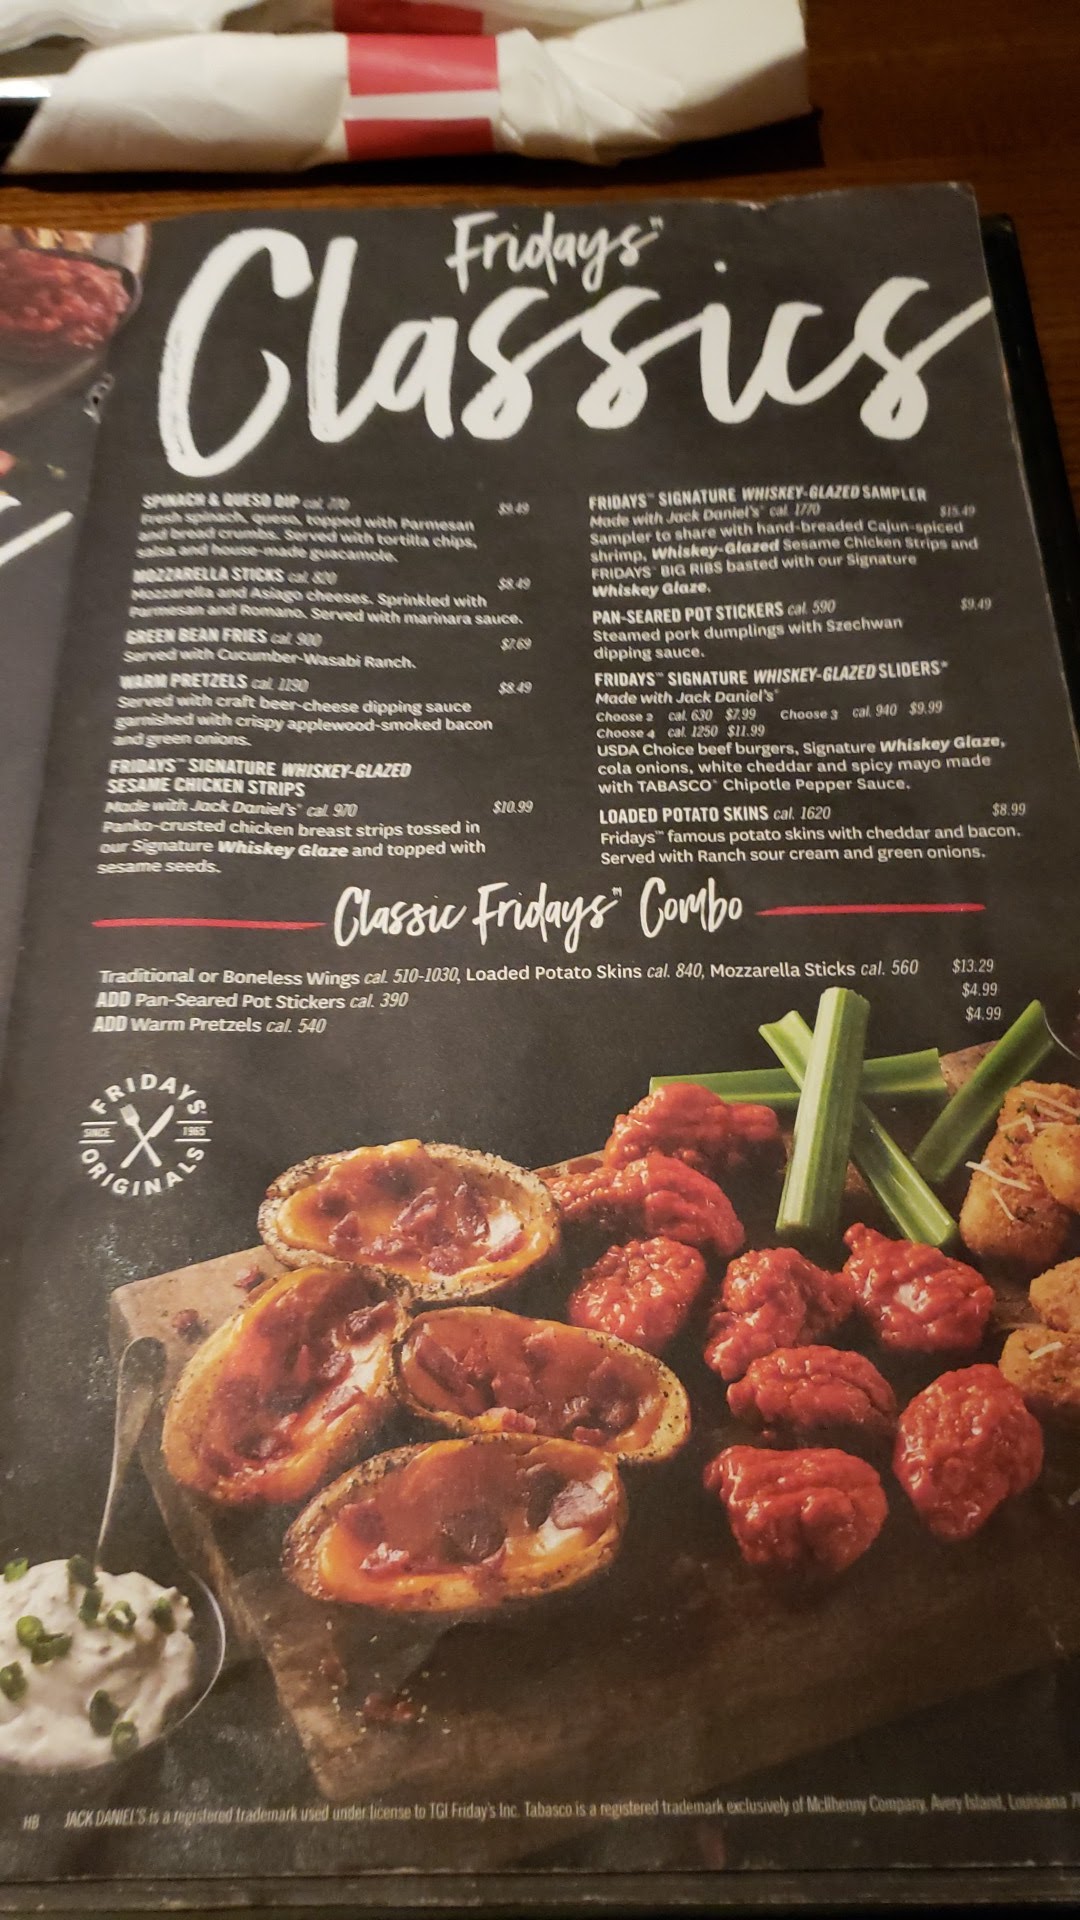 Fridays™
Classics
SPINACH & QUESO DIP cal. 770
$9.49
Fresh spinach, queso, topped with Parmesan
and bread crumbs. Served with tortilla chips,
salsa and house-made guacamole.
MOZZARELLA STICKS cal. 820
$8.49
Mozzarella and Asiago cheeses. Sprinkled with
Parmesan and Romano. Served with marinara sauce.
GREEN BEAN FRIES cal. 900
$7.69
Served with Cucumber-Wasabi Ranch.
WARM PRETZELS cal. 1190
$8.49
Served with craft beer-cheese dipping sauce
garnished with crispy applewood-smoked bacon
and green onions.
FRIDAYS™ SIGNATURE WHISKEY-GLAZED
SESAME CHICKEN STRIPS
Made with Jack Daniel's® cal. 970
$10.99
Panko-crusted chicken breast strips tossed in
our Signature Whiskey Glaze and topped with
sesame seeds.
FRIDAYS™ SIGNATURE WHISKEY-GLAZED SAMPLER
Made with Jack Daniel's® cal. 1770
$15.49
Sampler to share with hand-breaded Cajun-spiced
shrimp, Whiskey-Glazed Sesame Chicken Strips and
FRIDAYS™ BIG RIBS basted with our Signature
Whiskey Glaze.
PAN-SEARED POT STICKERS cal. 590
$9.49
Steamed pork dumplings with Szechwan
dipping sauce.
FRIDAYS™ SIGNATURE WHISKEY-GLAZED SLIDERS*
Made with Jack Daniel's®
Choose 2 cal. 630 $7.99 Choose 3 cal. 940 $9.99
Choose 4 cal. 1250 $11.99
USDA Choice beef burgers, Signature Whiskey Glaze,
cola onions, white cheddar and spicy mayo made
with TABASCO® Chipotle Pepper Sauce.
LOADED POTATO SKINS cal. 1620
$8.99
Fridays™ famous potato skins with cheddar and bacon.
Served with Ranch sour cream and green onions.
Classic Fridays™ Combo
Traditional or Boneless Wings cal. 510-1030, Loaded Potato Skins cal. 840, Mozzarella Sticks cal. 560 $13.29
ADD Pan-Seared Pot Stickers cal. 390 $4.99
ADD Warm Pretzels cal. 540 $4.99
FRIDAYS
SINCE 1965
ORIGINALS
HB JACK DANIEL'S is a registered trademark used under license to TGI Friday's Inc. Tabasco is a registered trademark exclusively of McIlhenny Company, Avery Island, Louisiana